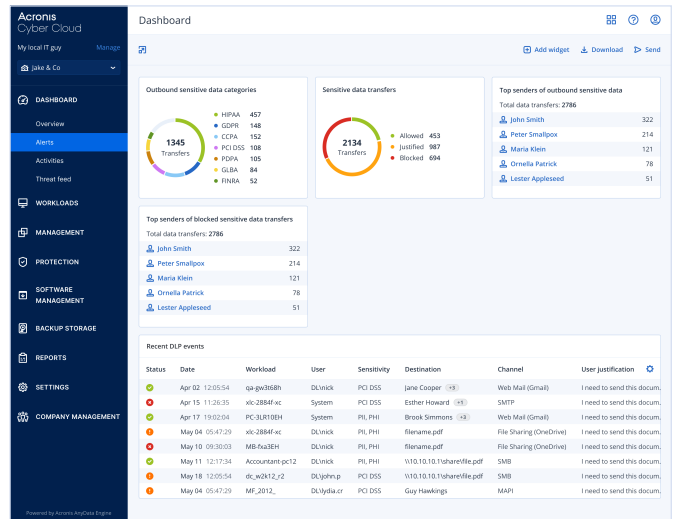 Acronis
Cyber Cloud
My local IT guy Manage
Jake & Co
DASHBOARD
Overview
Alerts
Activities
Threat feed
WORKLOADS
MANAGEMENT
PROTECTION
SOFTWARE
MANAGEMENT
BACKUP STORAGE
REPORTS
SETTINGS
COMPANY MANAGEMENT
Powered by Acronis AnyData Engine
Dashboard
Add widget Download Send
Outbound sensitive data categories
1345
Transfers
HIPAA 457
GDPR 148
CCPA 152
PCI DSS 108
PDPA 105
GLBA 84
FINRA 52
Sensitive data transfers
2134
Transfers
Allowed 453
Justified 987
Blocked 694
Top senders of outbound sensitive data
Total data transfers: 2786
John Smith 322
Peter Smallpox 214
Maria Klein 121
Ornella Patrick 78
Lester Appleseed 51
Top senders of blocked sensitive data transfers
Total data transfers: 2786
John Smith 322
Peter Smallpox 214
Maria Klein 121
Ornella Patrick 78
Lester Appleseed 51
Recent DLP events
Status Date Workload User Sensitivity Destination Channel User justification
Apr 02 12:05:54 qa-gw3t68h DL\nick PCI DSS Jane Cooper +3 Web Mail (Gmail) I need to send this docum.
Apr 15 11:26:35 xlc-2884f-xc System PCI DSS Esther Howard +1 SMTP I need to send this docum.
Apr 17 19:02:04 PC-3LR10EH System PII, PHI Brook Simmons +3 Web Mail (Gmail) I need to send this docum.
May 04 05:47:29 xlc-2884f-xc DL\nick PII, PHI filename.pdf File Sharing (OneDrive) I need to send this docum.
May 10 09:30:03 MB-fxa3EH DL\nick PII, PHI filename.pdf File Sharing (OneDrive) I need to send this docum.
May 11 12:17:34 Accountant-pc12 DL\nick PII, PHI \\10.10.10.1\share\file.pdf SMB I need to send this docum.
May 18 12:05:54 dc_w2k12_r2 DL\john.p PCI DSS \\10.10.10.1\share\file.pdf SMB I need to send this docum.
May 04 05:47:29 MF_2012_ DL\lydia.cr PCI DSS Guy Hawkings MAPI I need to send this docum.